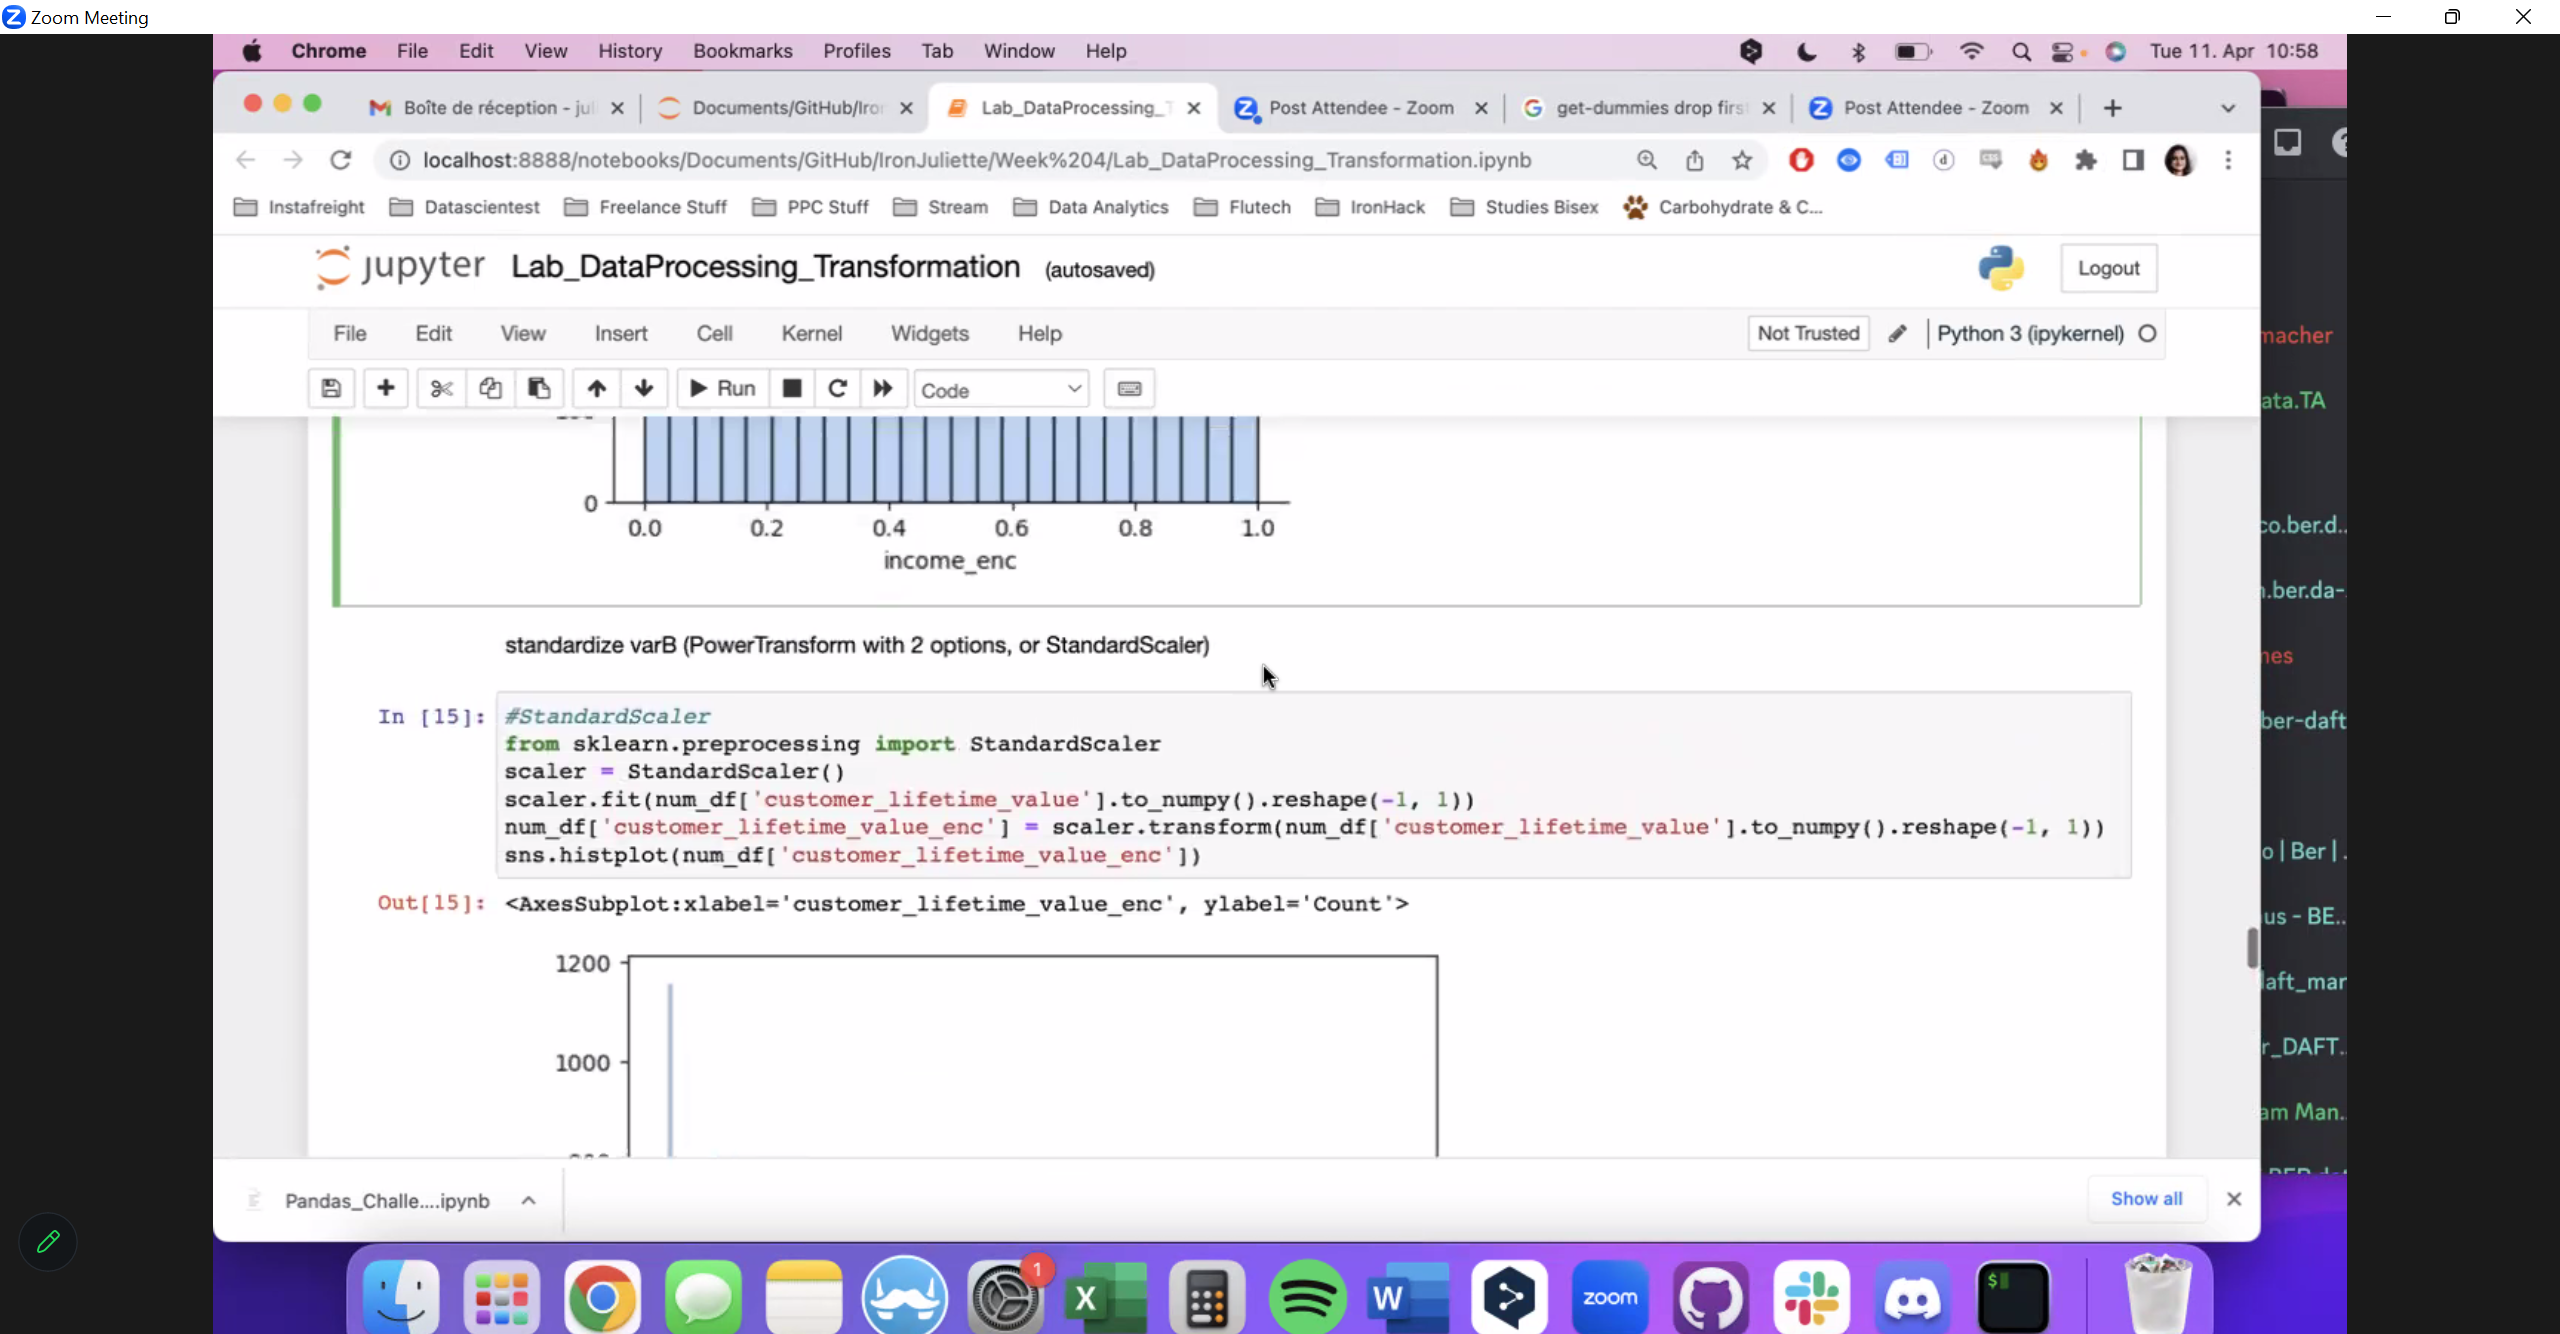 Zoom Meeting
Chrome File Edit View History Bookmarks Profiles Tab Window Help Tue 11. Apr 10:58
Boîte de réception - jul Documents/GitHub/Iron Lab_DataProcessing_T Post Attendee - Zoom get-dummies drop first Post Attendee - Zoom
localhost:8888/notebooks/Documents/GitHub/IronJuliette/Week%204/Lab_DataProcessing_Transformation.ipynb
Instafreight Datascientest Freelance Stuff PPC Stuff Stream Data Analytics Flutech IronHack Studies Bisex Carbohydrate & C...
jupyter Lab_DataProcessing_Transformation (autosaved) Logout
File Edit View Insert Cell Kernel Widgets Help Not Trusted Python 3 (ipykernel)
Run Code
0
0.0 0.2 0.4 0.6 0.8 1.0
income_enc
standardize varB (PowerTransform with 2 options, or StandardScaler)
In [15]: #StandardScaler
from sklearn.preprocessing import StandardScaler
scaler = StandardScaler()
scaler.fit(num_df['customer_lifetime_value'].to_numpy().reshape(-1, 1))
num_df['customer_lifetime_value_enc'] = scaler.transform(num_df['customer_lifetime_value'].to_numpy().reshape(-1, 1))
sns.histplot(num_df['customer_lifetime_value_enc'])
Out[15]: <AxesSubplot:xlabel='customer_lifetime_value_enc', ylabel='Count'>
1200
1000
macher
ata.TA
co.ber.d..
.ber.da-
nes
ber-daft
o | Ber | .
us - BE..
laft_mar
r_DAFT.
am Man.
Pandas_Challe....ipynb Show all
1
X
W
zoom
$